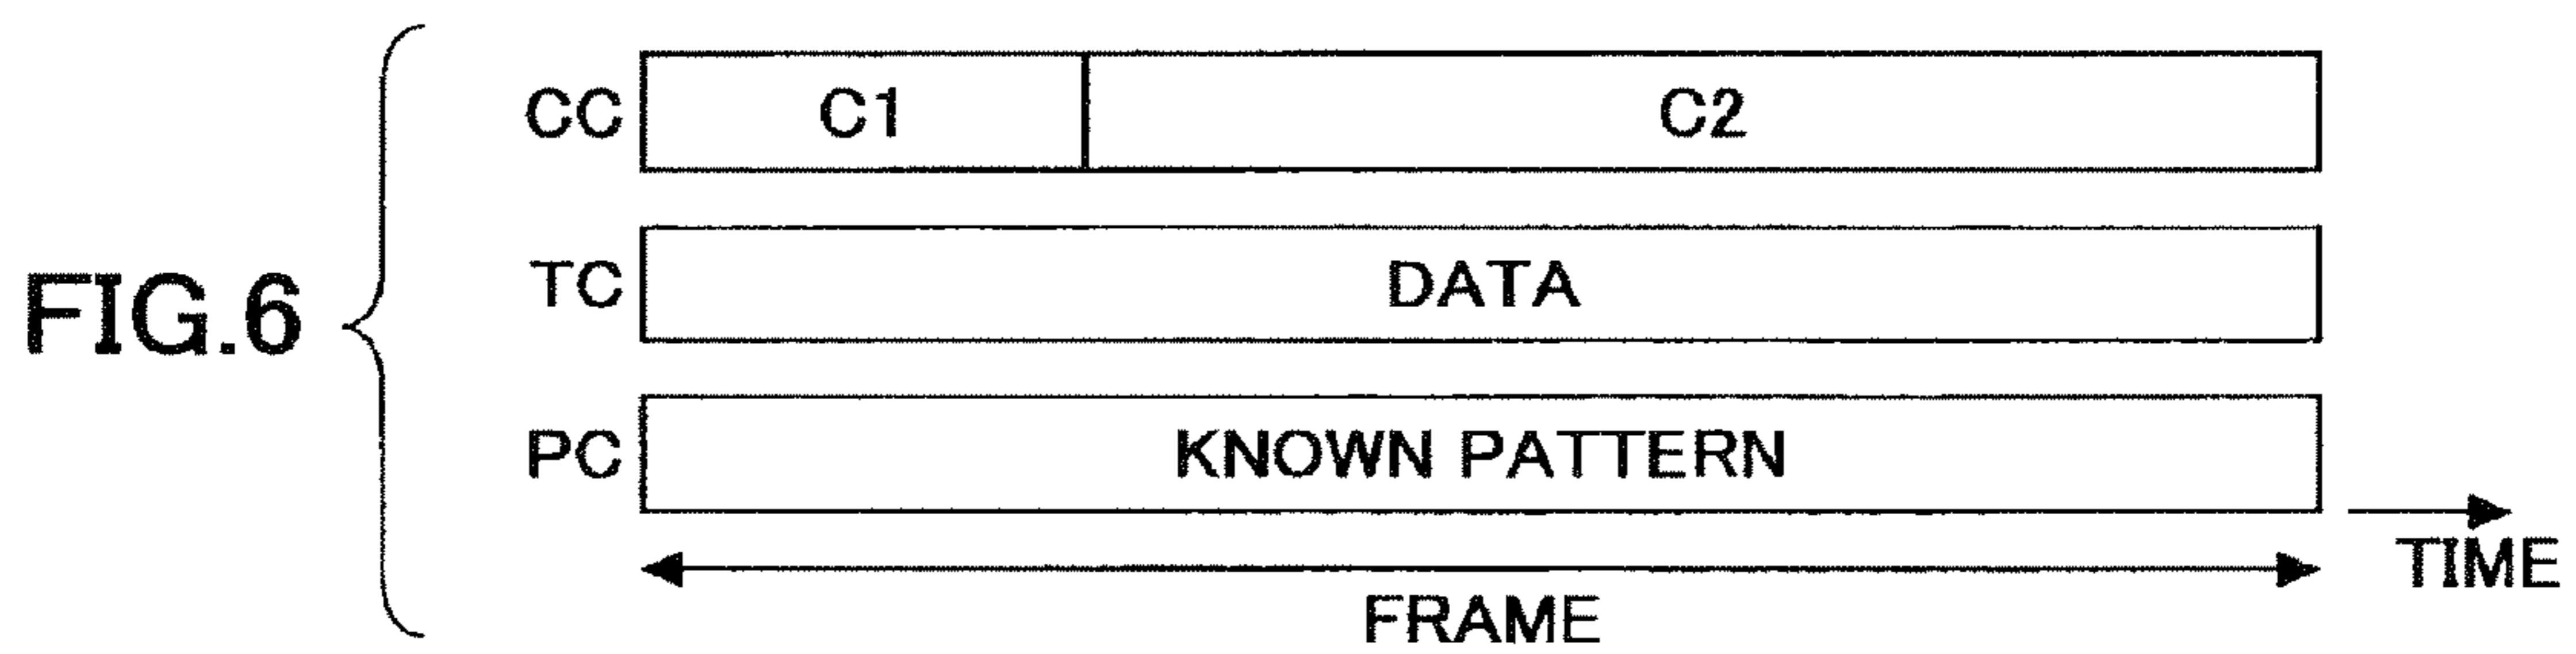 FIG.6
CC C1 C2
TC DATA
PC KNOWN PATTERN
TIME
FRAME